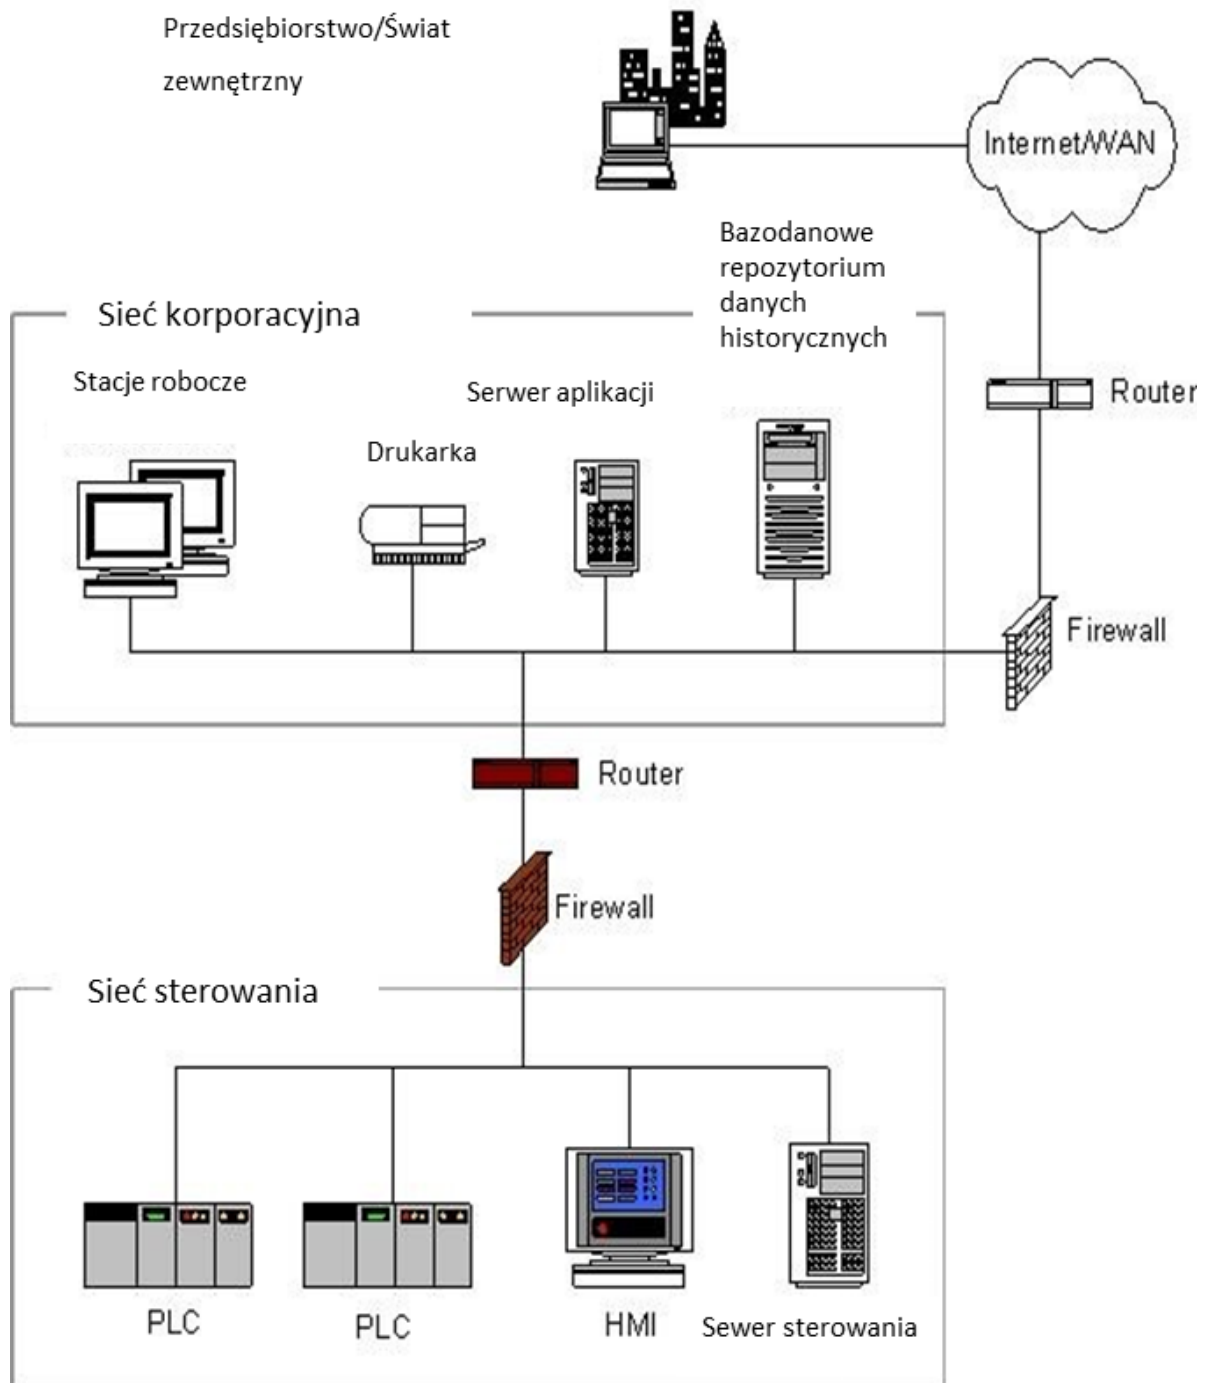 Przedsiębiorstwo/Świat
zewnętrzny
Internet/WAN
Bazodanowe
repozytorium
danych
historycznych
Sieć korporacyjna
Stacje robocze
Serwer aplikacji
Router
Drukarka
Firewall
Router
Firewall
Sieć sterowania
PLC
PLC
HMI
Sewer sterowania